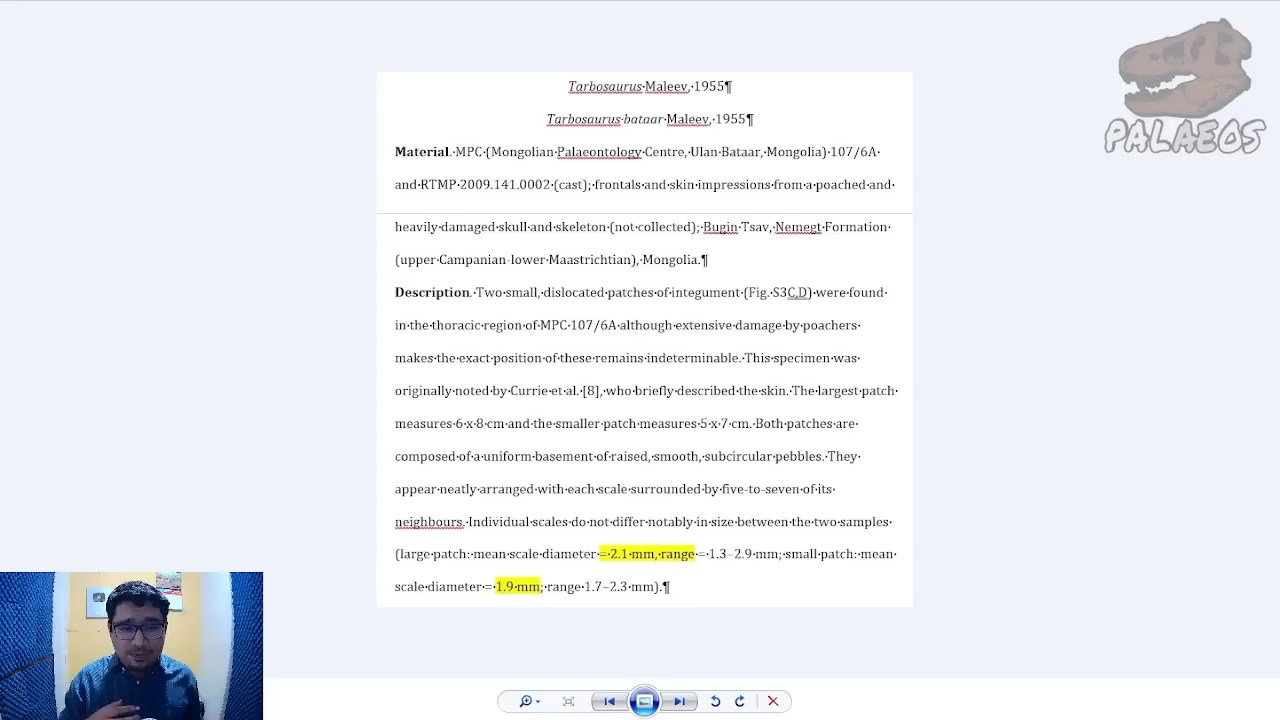 PALAEOS
Tarbosaurus·Maleev,·1955¶
Tarbosaurus·bataar·Maleev,·1955¶
Material.·MPC·(Mongolian·Palaeontology·Centre,·Ulan·Bataar,·Mongolia)·107/6A·
and·RTMP·2009.141.0002·(cast);·frontals·and·skin·impressions·from·a·poached·and·
heavily·damaged·skull·and·skeleton·(not·collected);·Bugin·Tsav,·Nemegt·Formation·
(upper·Campanian-lower·Maastrichtian),·Mongolia.¶
Description.·Two·small,·dislocated·patches·of·integument·(Fig.·S3C,D)·were·found·
in·the·thoracic·region·of·MPC·107/6A·although·extensive·damage·by·poachers·
makes·the·exact·position·of·these·remains·indeterminable.·This·specimen·was·
originally·noted·by·Currie·et·al.·[8],·who·briefly·described·the·skin.·The·largest·patch·
measures·6·x·8·cm·and·the·smaller·patch·measures·5·x·7·cm.·Both·patches·are·
composed·of·a·uniform·basement·of·raised,·smooth,·subcircular·pebbles.·They·
appear·neatly·arranged·with·each·scale·surrounded·by·five-to-seven·of·its·
neighbours.·Individual·scales·do·not·differ·notably·in·size·between·the·two·samples·
(large·patch:·mean·scale·diameter·=·2.1·mm,·range·=·1.3–2.9·mm;·small·patch:·mean·
scale·diameter·=·1.9·mm;·range·1.7–2.3·mm).¶